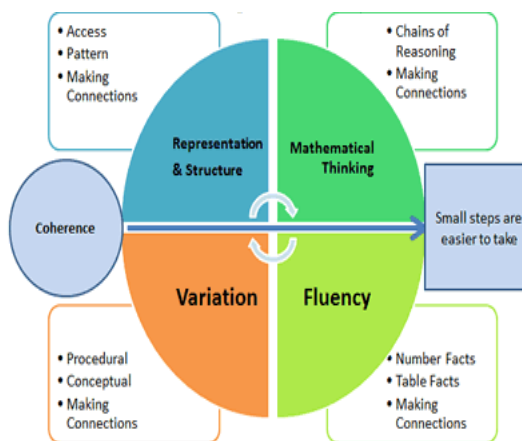 • Access
• Pattern
• Making
Connections
• Chains of
Reasoning
• Making
Connections
Representation
& Structure
Mathematical
Thinking
Coherence
Small steps are
easier to take
Variation
Fluency
• Procedural
• Conceptual
• Making
Connections
• Number Facts
• Table Facts
• Making
Connections